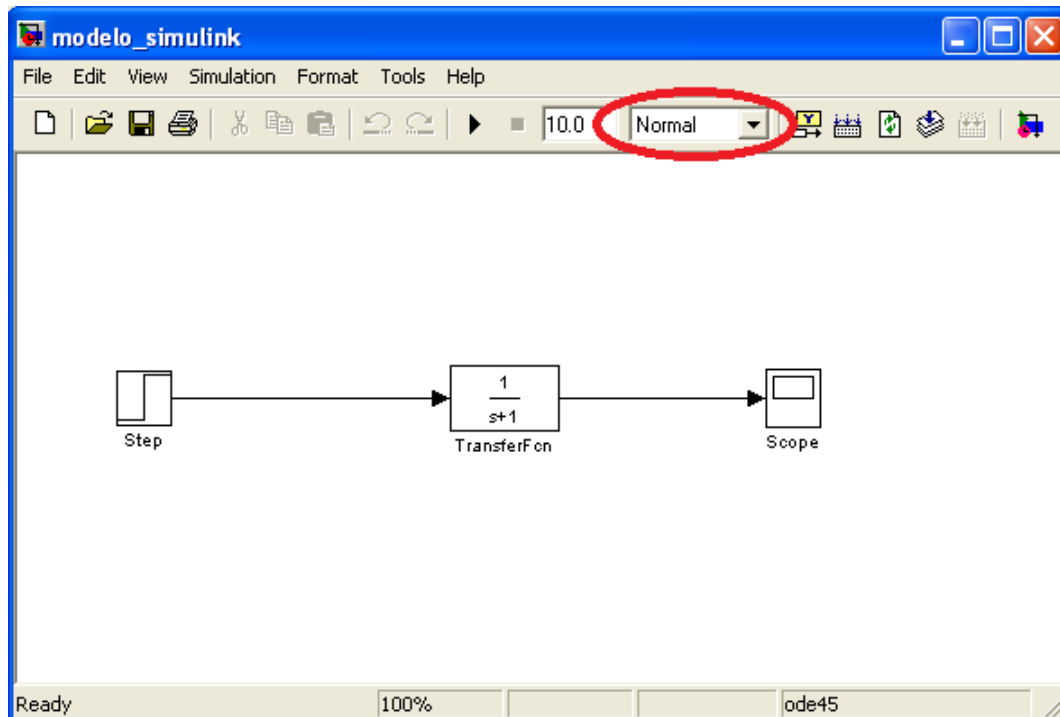 modelo_simulink
File Edit View Simulation Format Tools Help
10.0 Normal
Step
1
s+1
TransferFcn
Scope
Ready 100% ode45